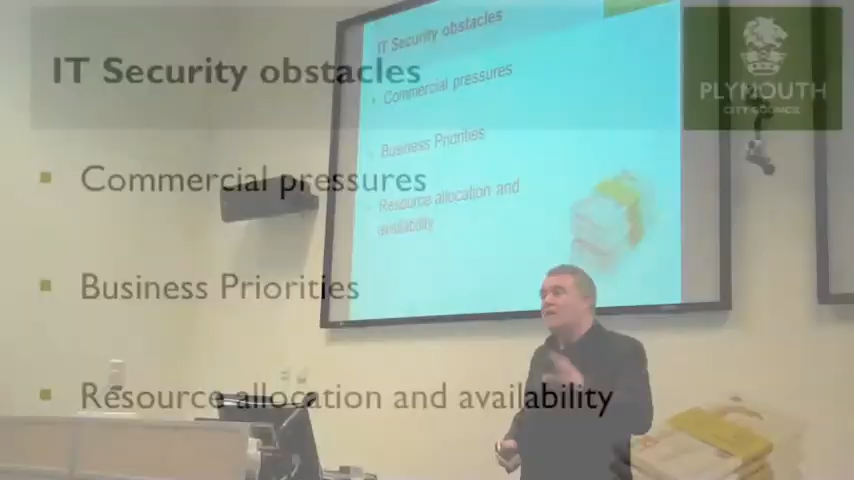 IT Security obstacles
PLYMOUTH
CITY COUNCIL
Commercial pressures
Business Priorities
Resource allocation and availability
IT Security obstacles
Commercial pressures
Business Priorities
Resource allocation and
availability